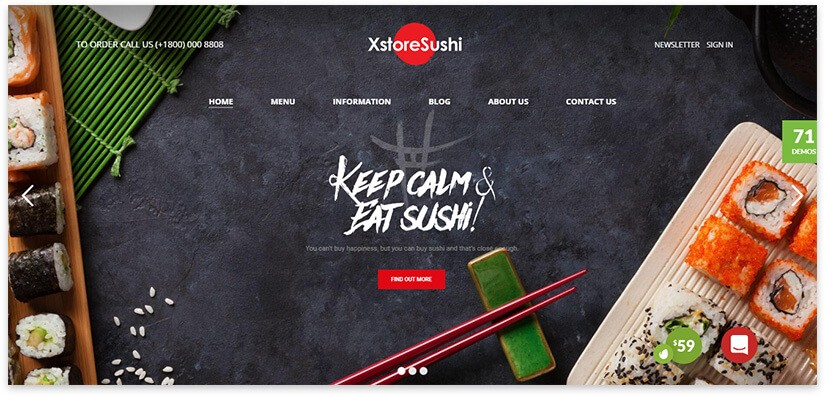 TO ORDER CALL US (+1800) 000 8808
XstoreSushi
NEWSLETTER SIGN IN
HOME MENU INFORMATION BLOG ABOUT US CONTACT US
71
DEMOS
KEEP CALM &
EAT SUSHI!
You can't buy happiness, but you can buy sushi and that's close enough.
FIND OUT MORE
$59